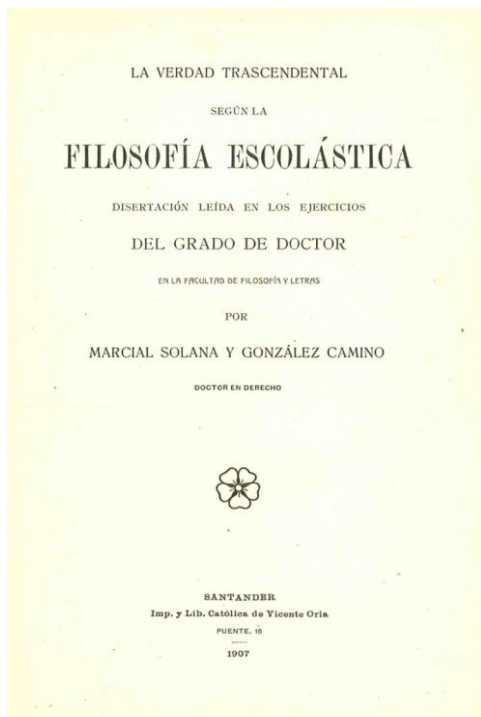 LA VERDAD TRASCENDENTAL
SEGÚN LA
FILOSOFÍA ESCOLÁSTICA
DISERTACIÓN LEÍDA EN LOS EJERCICIOS
DEL GRADO DE DOCTOR
EN LA FACULTAD DE FILOSOFÍA Y LETRAS
POR
MARCIAL SOLANA Y GONZÁLEZ CAMINO
DOCTOR EN DERECHO
SANTANDER
Imp. y Lib. Católica de Vicente Oria
PUENTE, 16
1907